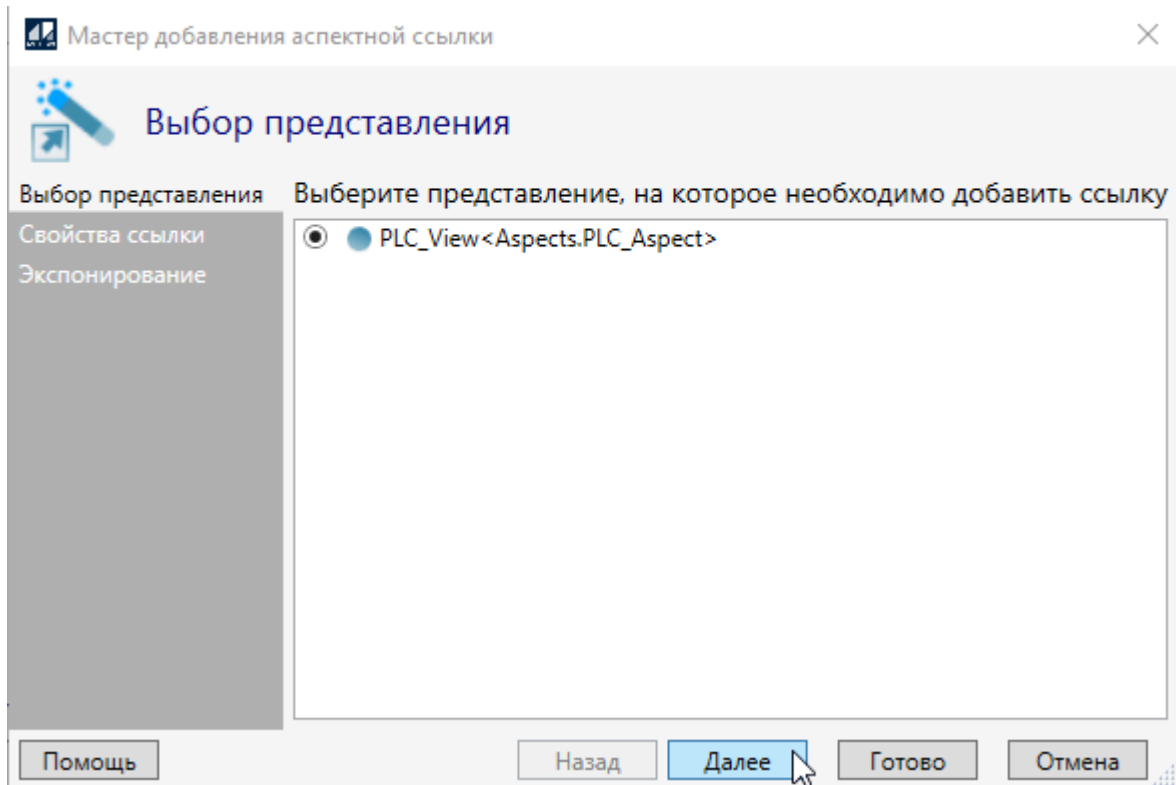 Мастер добавления аспектной ссылки
Выбор представления
Выбор представления
Свойства ссылки
Экспонирование
Выберите представление, на которое необходимо добавить ссылку
PLC_View<Aspects.PLC_Aspect>
Помощь
Назад
Далее
Готово
Отмена